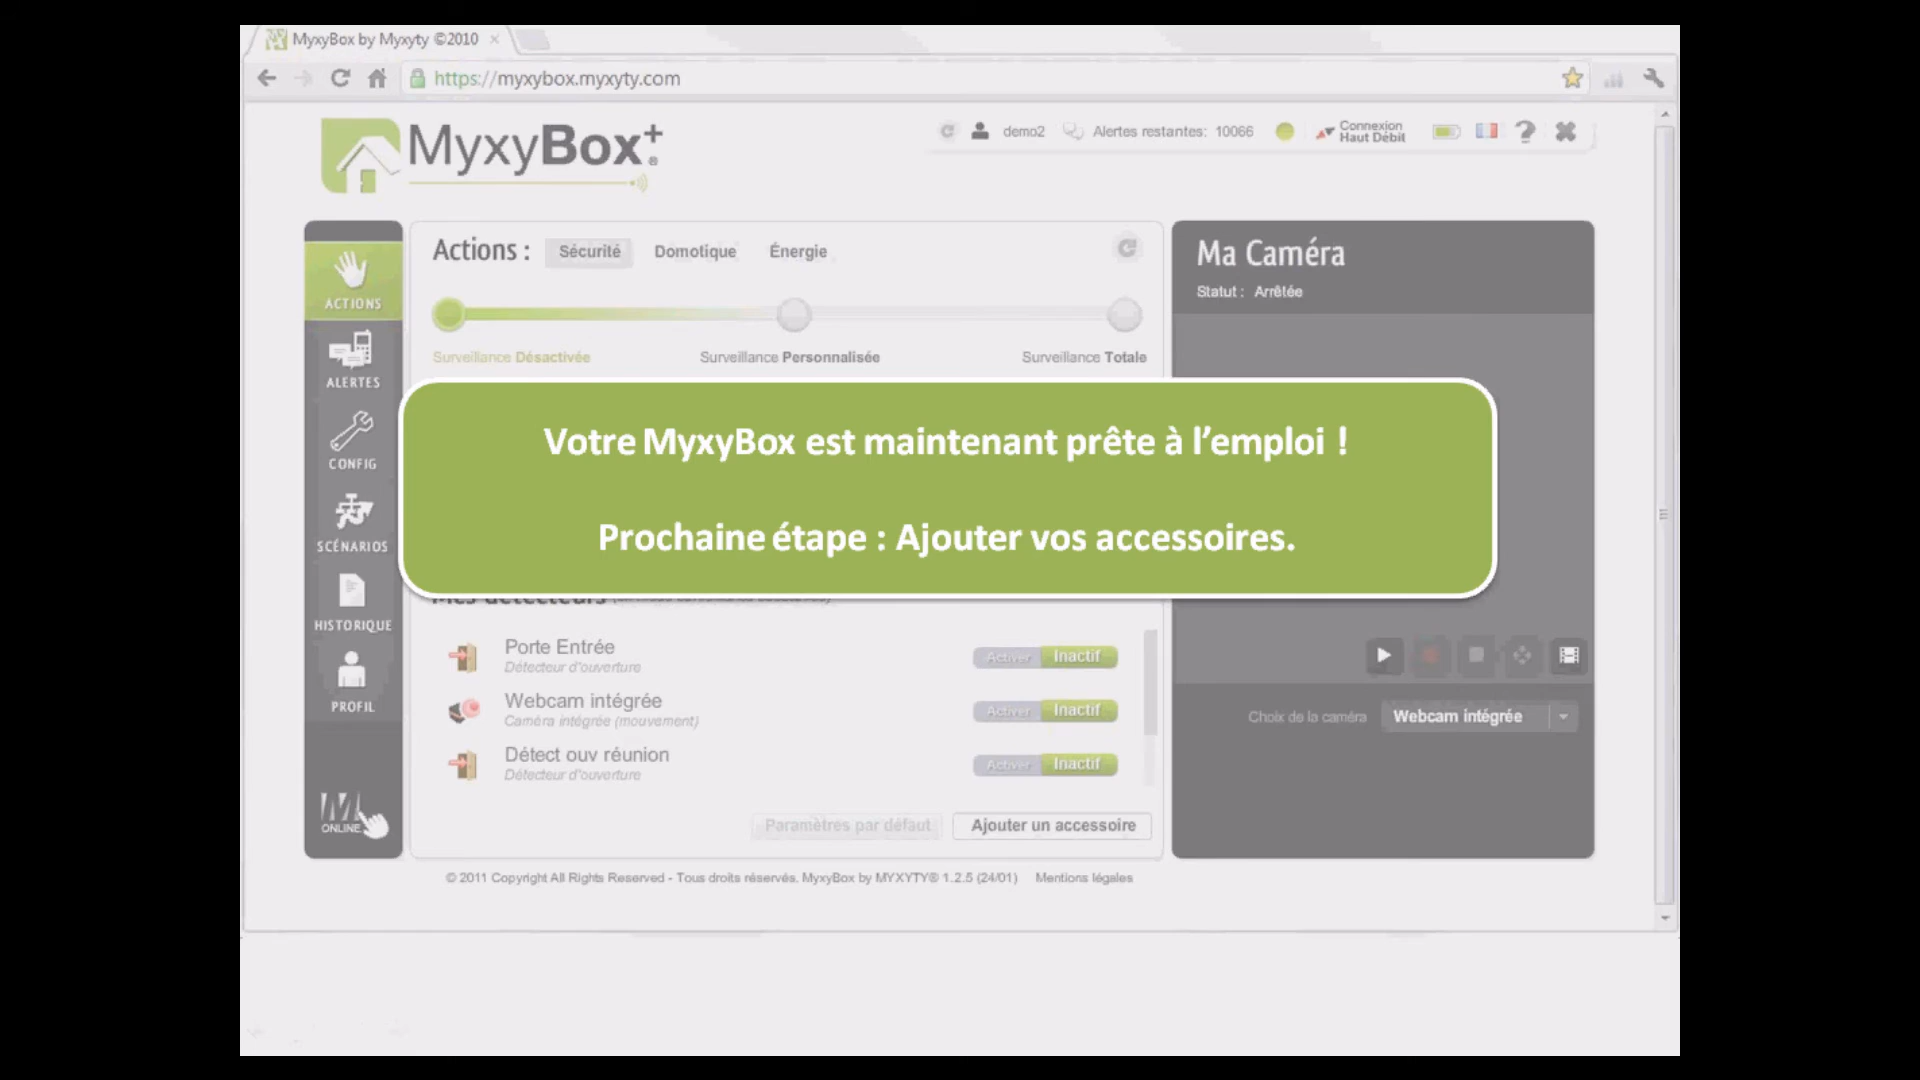 MyxyBox by Myxyty ©2010
https://myxybox.myxyty.com
MyxyBox+
demo2 Alertes restantes: 10066 Connexion
Haut Débit
Actions : Sécurité Domotique Énergie
Surveillance Désactivée Surveillance Personnalisée Surveillance Totale
ACTIONS
ALERTES
CONFIG
SCÉNARIOS
HISTORIQUE
PROFIL
ONLINE
Votre MyxyBox est maintenant prête à l’emploi !
Prochaine étape : Ajouter vos accessoires.
Porte Entrée
Détecteur d'ouverture
Activer Inactif
Webcam intégrée
Caméra intégrée (mouvement)
Activer Inactif
Détect ouv réunion
Détecteur d'ouverture
Activer Inactif
Paramètres par défaut Ajouter un accessoire
Ma Caméra
Statut : Arrêtée
Choix de la caméra Webcam intégrée
© 2011 Copyright All Rights Reserved - Tous droits réservés. MyxyBox by MYXYTY® 1.2.5 (24/01) Mentions légales